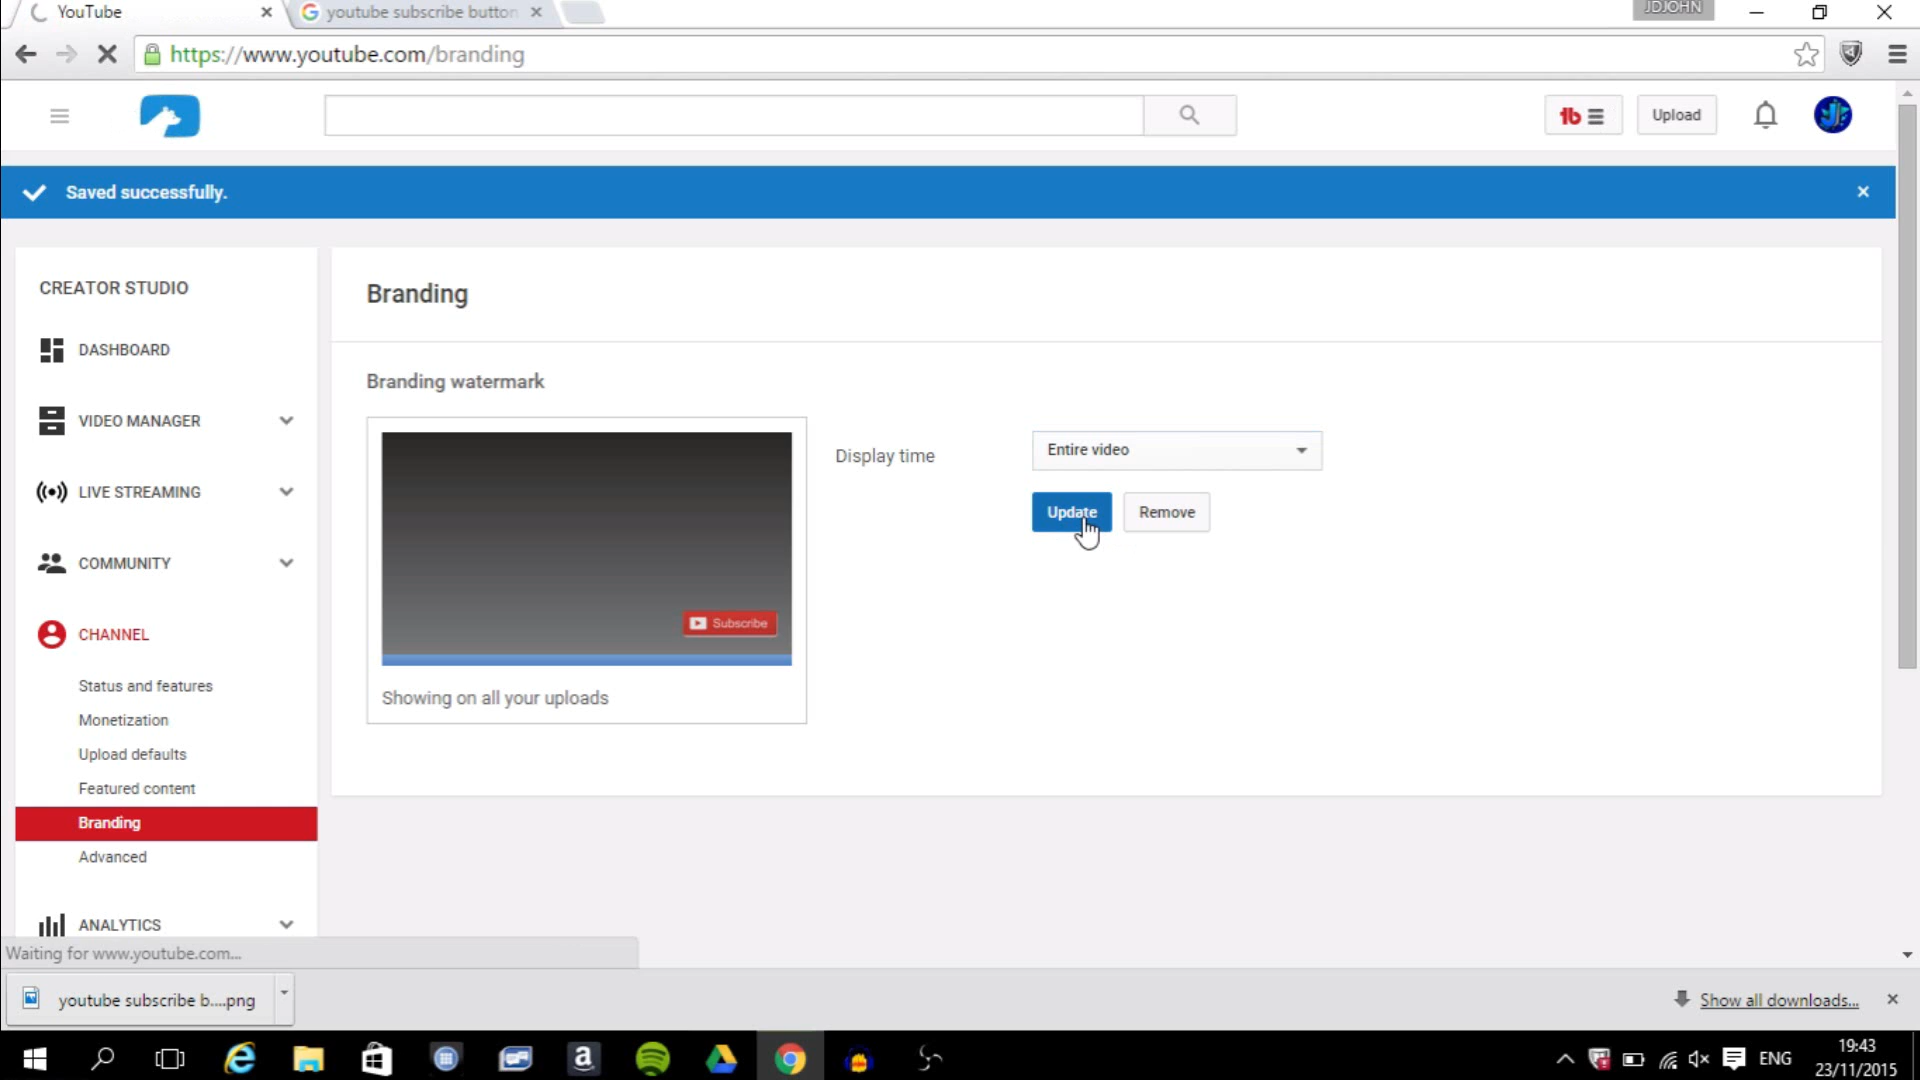 YouTube
youtube subscribe button
JDJOHN
https://www.youtube.com/branding
Upload
Saved successfully.
CREATOR STUDIO
DASHBOARD
VIDEO MANAGER
LIVE STREAMING
COMMUNITY
CHANNEL
Status and features
Monetization
Upload defaults
Featured content
Branding
Advanced
ANALYTICS
Branding
Branding watermark
Subscribe
Showing on all your uploads
Display time
Entire video
Update
Remove
Waiting for www.youtube.com...
youtube subscribe b....png
Show all downloads...
ENG
19:43
23/11/2015